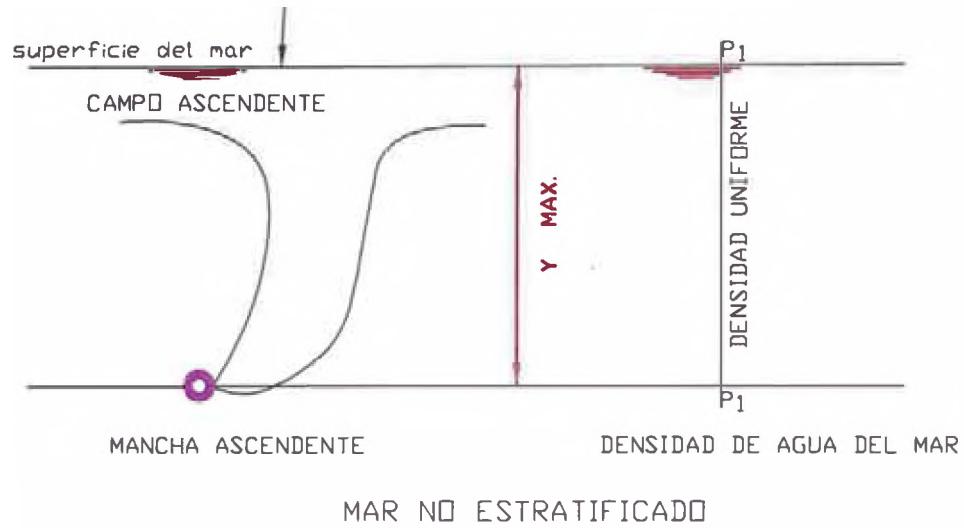 superficie del mar
P1
CAMPO ASCENDENTE
Y MAX.
DENSIDAD UNIFORME
P1
MANCHA ASCENDENTE
DENSIDAD DE AGUA DEL MAR
MAR NO ESTRATIFICADO